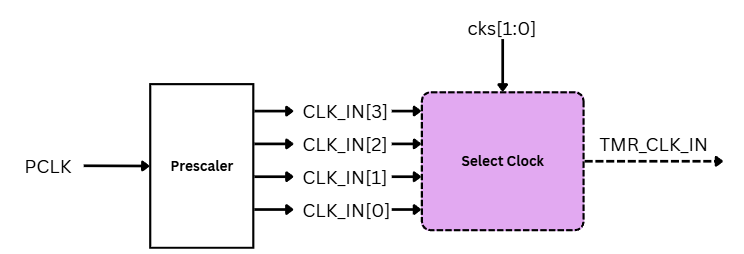 cks[1:0]
PCLK
Prescaler
CLK_IN[3]
CLK_IN[2]
CLK_IN[1]
CLK_IN[0]
Select Clock
TMR_CLK_IN